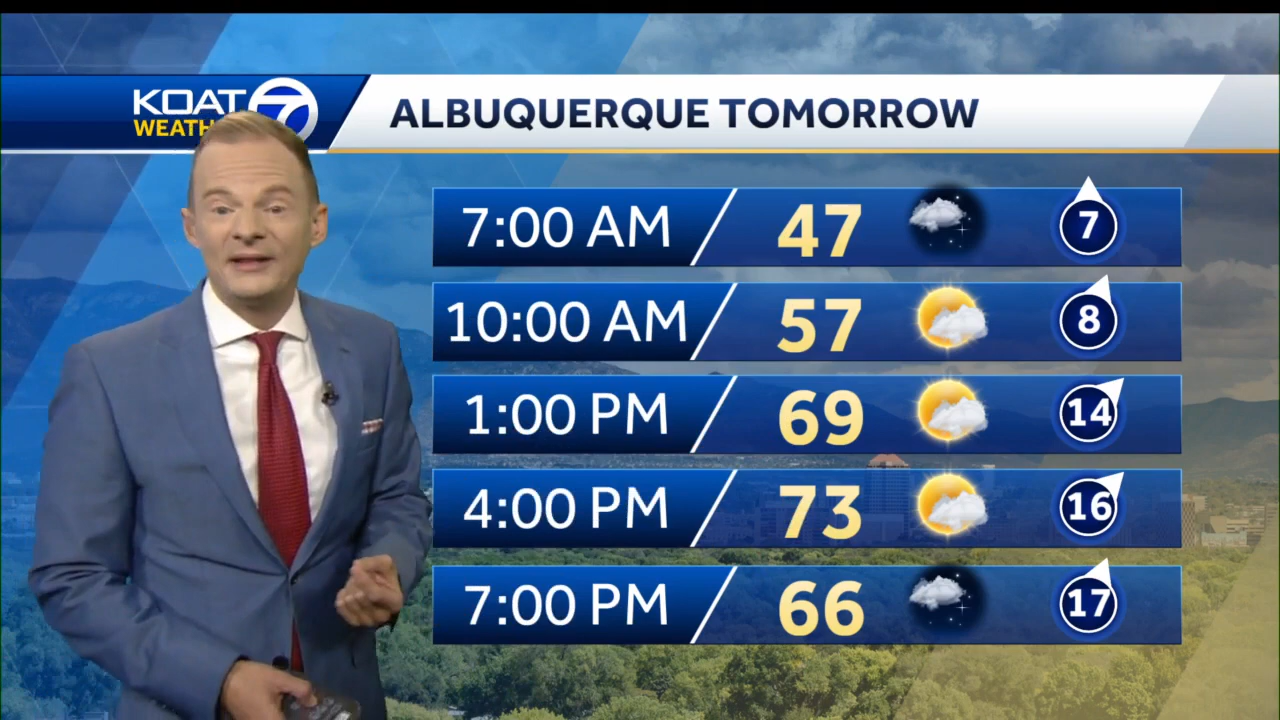 KOAT 7
WEATH
ALBUQUERQUE TOMORROW
7:00 AM 47 7
10:00 AM 57 8
1:00 PM 69 14
4:00 PM 73 16
7:00 PM 66 17